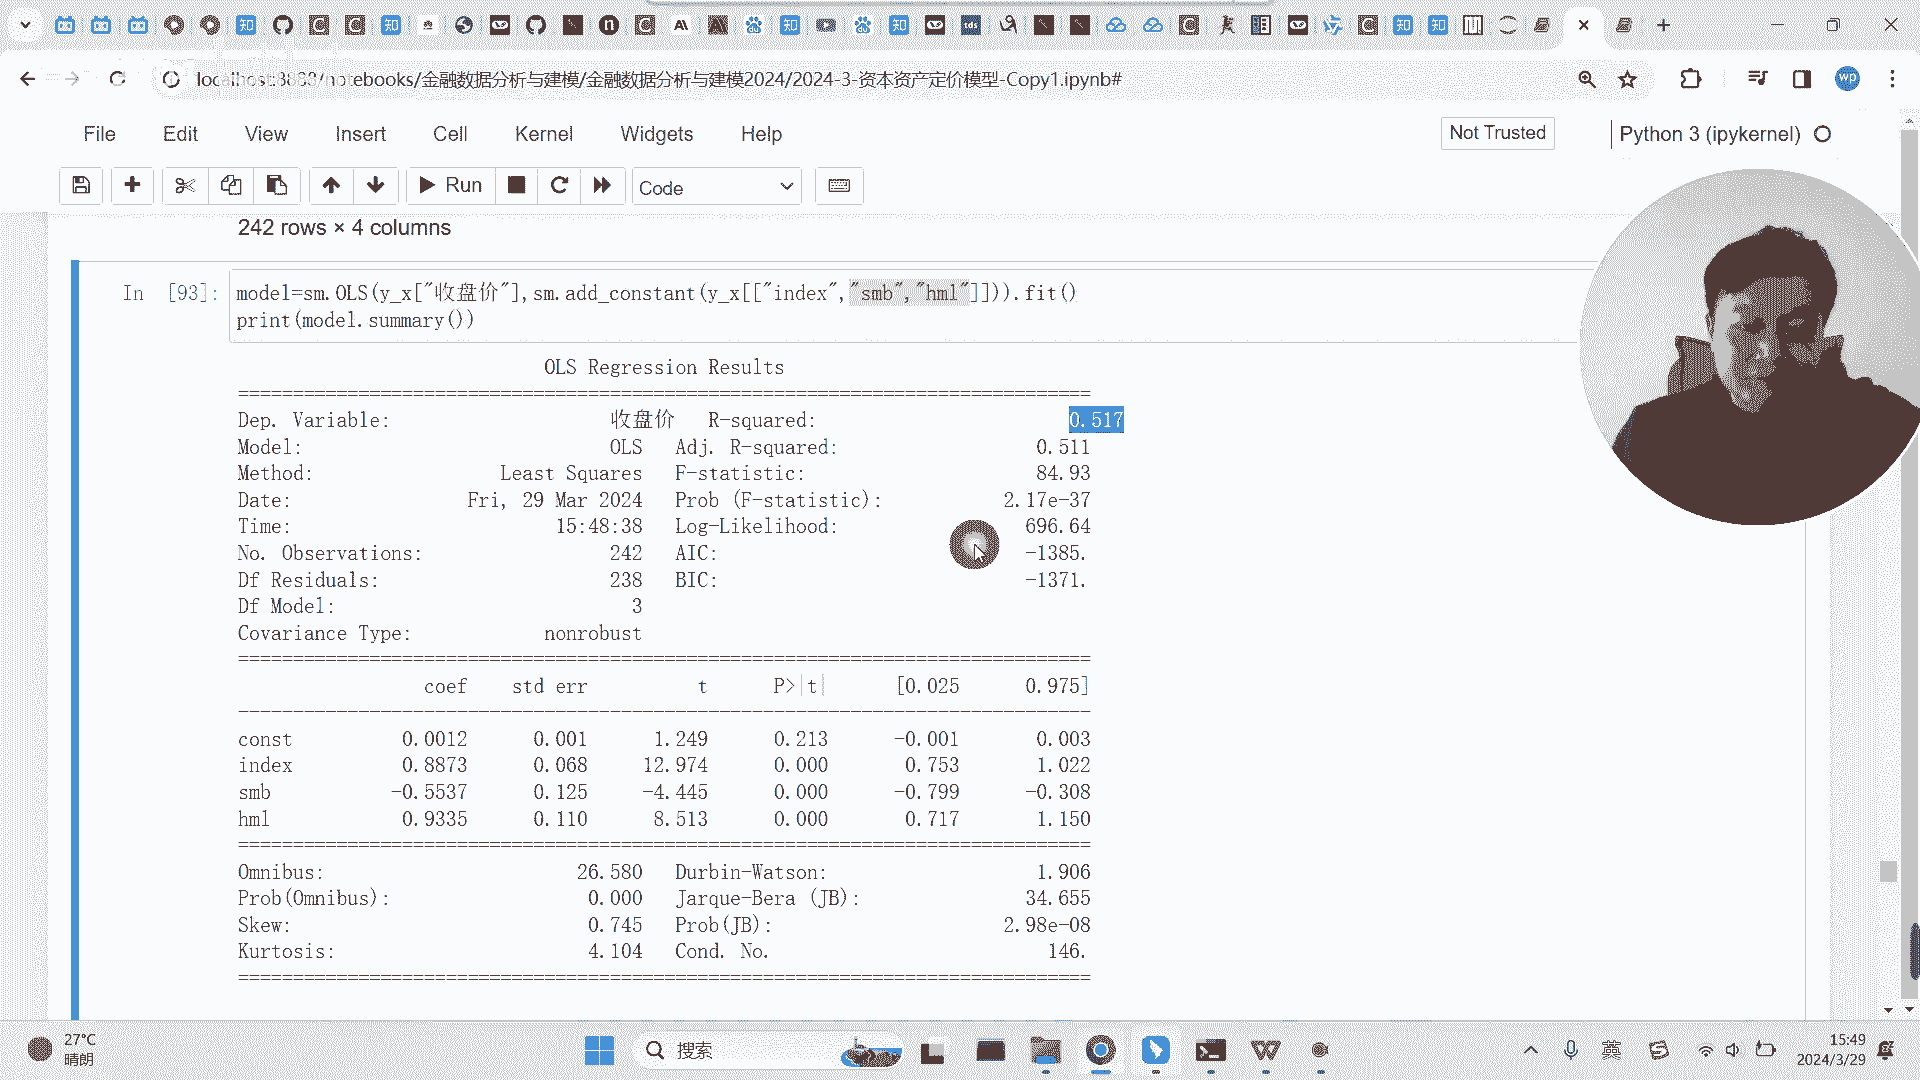 localhost:8888/notebooks/金融数据分析与建模/金融数据分析与建模2024/2024-3-资本资产定价模型-Copy1.ipynb#
File Edit View Insert Cell Kernel Widgets Help Not Trusted Python 3 (ipykernel)
Run Code
242 rows × 4 columns
In [93]: model=sm.OLS(y_x["收盘价"],sm.add_constant(y_x[["index","smb","hml"]])).fit()
print(model.summary())
OLS Regression Results
Dep. Variable: 收盘价 R-squared: 0.517
Model: OLS Adj. R-squared: 0.511
Method: Least Squares F-statistic: 84.93
Date: Fri, 29 Mar 2024 Prob (F-statistic): 2.17e-37
Time: 15:48:38 Log-Likelihood: 696.64
No. Observations: 242 AIC: -1385.
Df Residuals: 238 BIC: -1371.
Df Model: 3
Covariance Type: nonrobust
coef std err t P>|t| [0.025 0.975]
const 0.0012 0.001 1.249 0.213 -0.001 0.003
index 0.8873 0.068 12.974 0.000 0.753 1.022
smb -0.5537 0.125 -4.445 0.000 -0.799 -0.308
hml 0.9335 0.110 8.513 0.000 0.717 1.150
Omnibus: 26.580 Durbin-Watson: 1.906
Prob(Omnibus): 0.000 Jarque-Bera (JB): 34.655
Skew: 0.745 Prob(JB): 2.98e-08
Kurtosis: 4.104 Cond. No. 146.
27°C
晴朗
搜索
英
15:49
2024/3/29